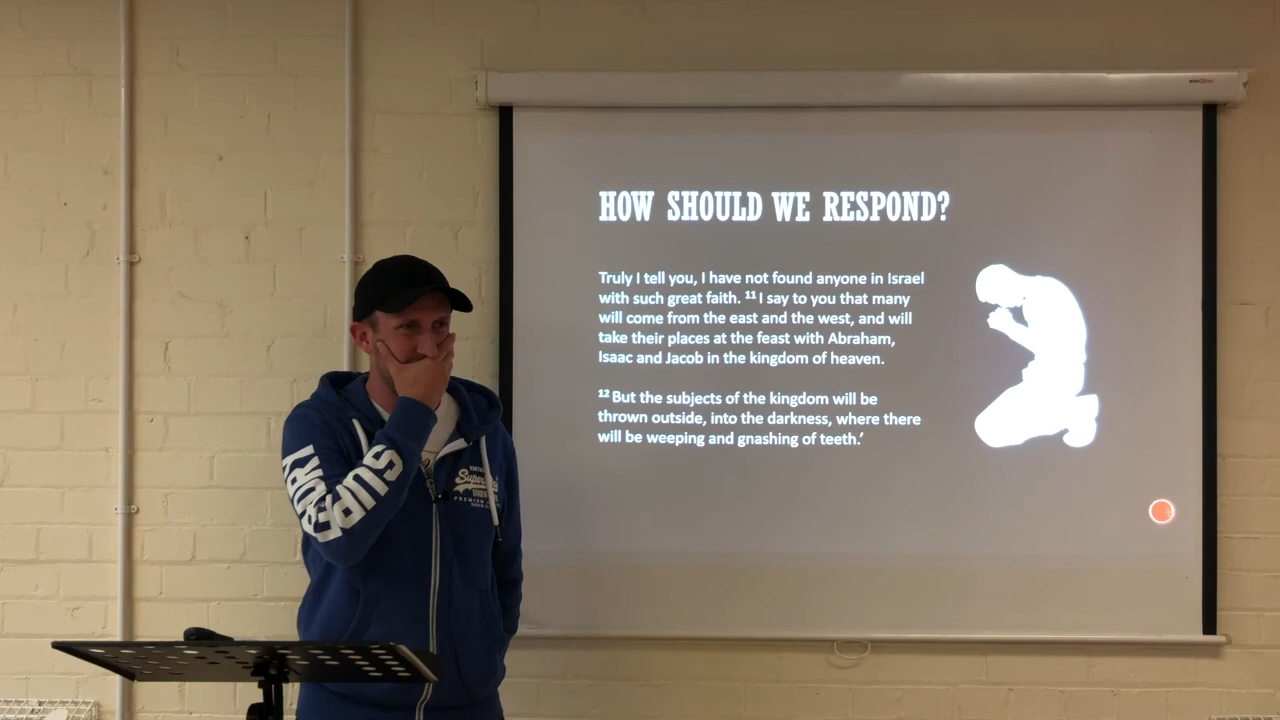 HOW SHOULD WE RESPOND?
Truly I tell you, I have not found anyone in Israel
with such great faith. 11 I say to you that many
will come from the east and the west, and will
take their places at the feast with Abraham,
Isaac and Jacob in the kingdom of heaven.
12 But the subjects of the kingdom will be
thrown outside, into the darkness, where there
will be weeping and gnashing of teeth.’
SUPERDRY
PREMIUM